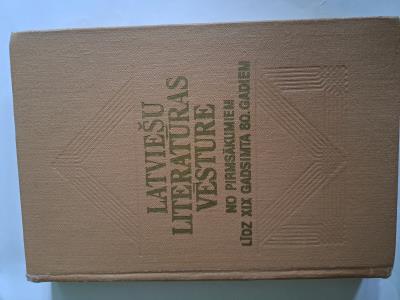 LATVIEŠU
LITERATŪRAS
VĒSTURE
NO PIRMSĀKUMIEM
LĪDZ XIX GADSIMTA 80. GADIEM